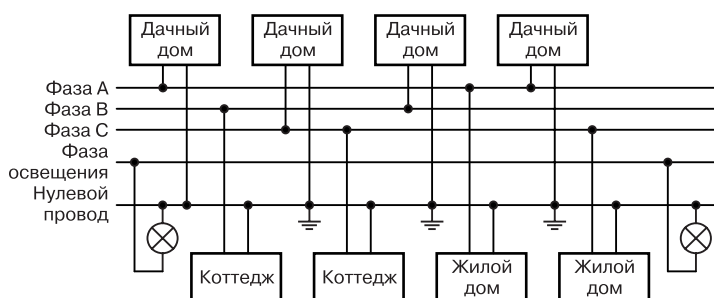 Дачный
дом
Дачный
дом
Дачный
дом
Дачный
дом
Фаза А
Фаза В
Фаза С
Фаза
освещения
Нулевой
провод
Коттедж
Коттедж
Жилой
дом
Жилой
дом